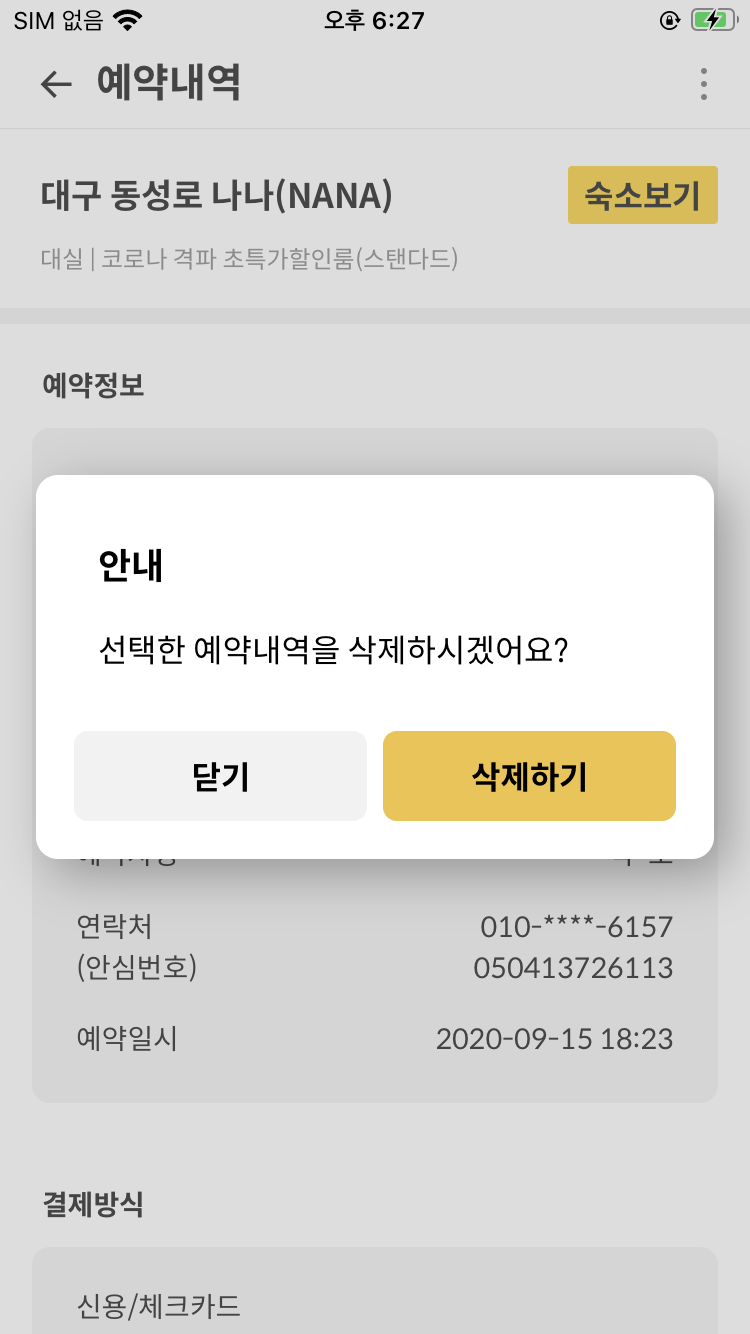 SIM 없음 오후 6:27
예약내역
대구 동성로 나나(NANA) 숙소보기
대실 | 코로나 격파 초특가할인룸(스탠다드)
예약정보
안내
선택한 예약내역을 삭제하시겠어요?
닫기 삭제하기
연락처 010-****-6157
(안심번호) 050413726113
예약일시 2020-09-15 18:23
결제방식
신용/체크카드